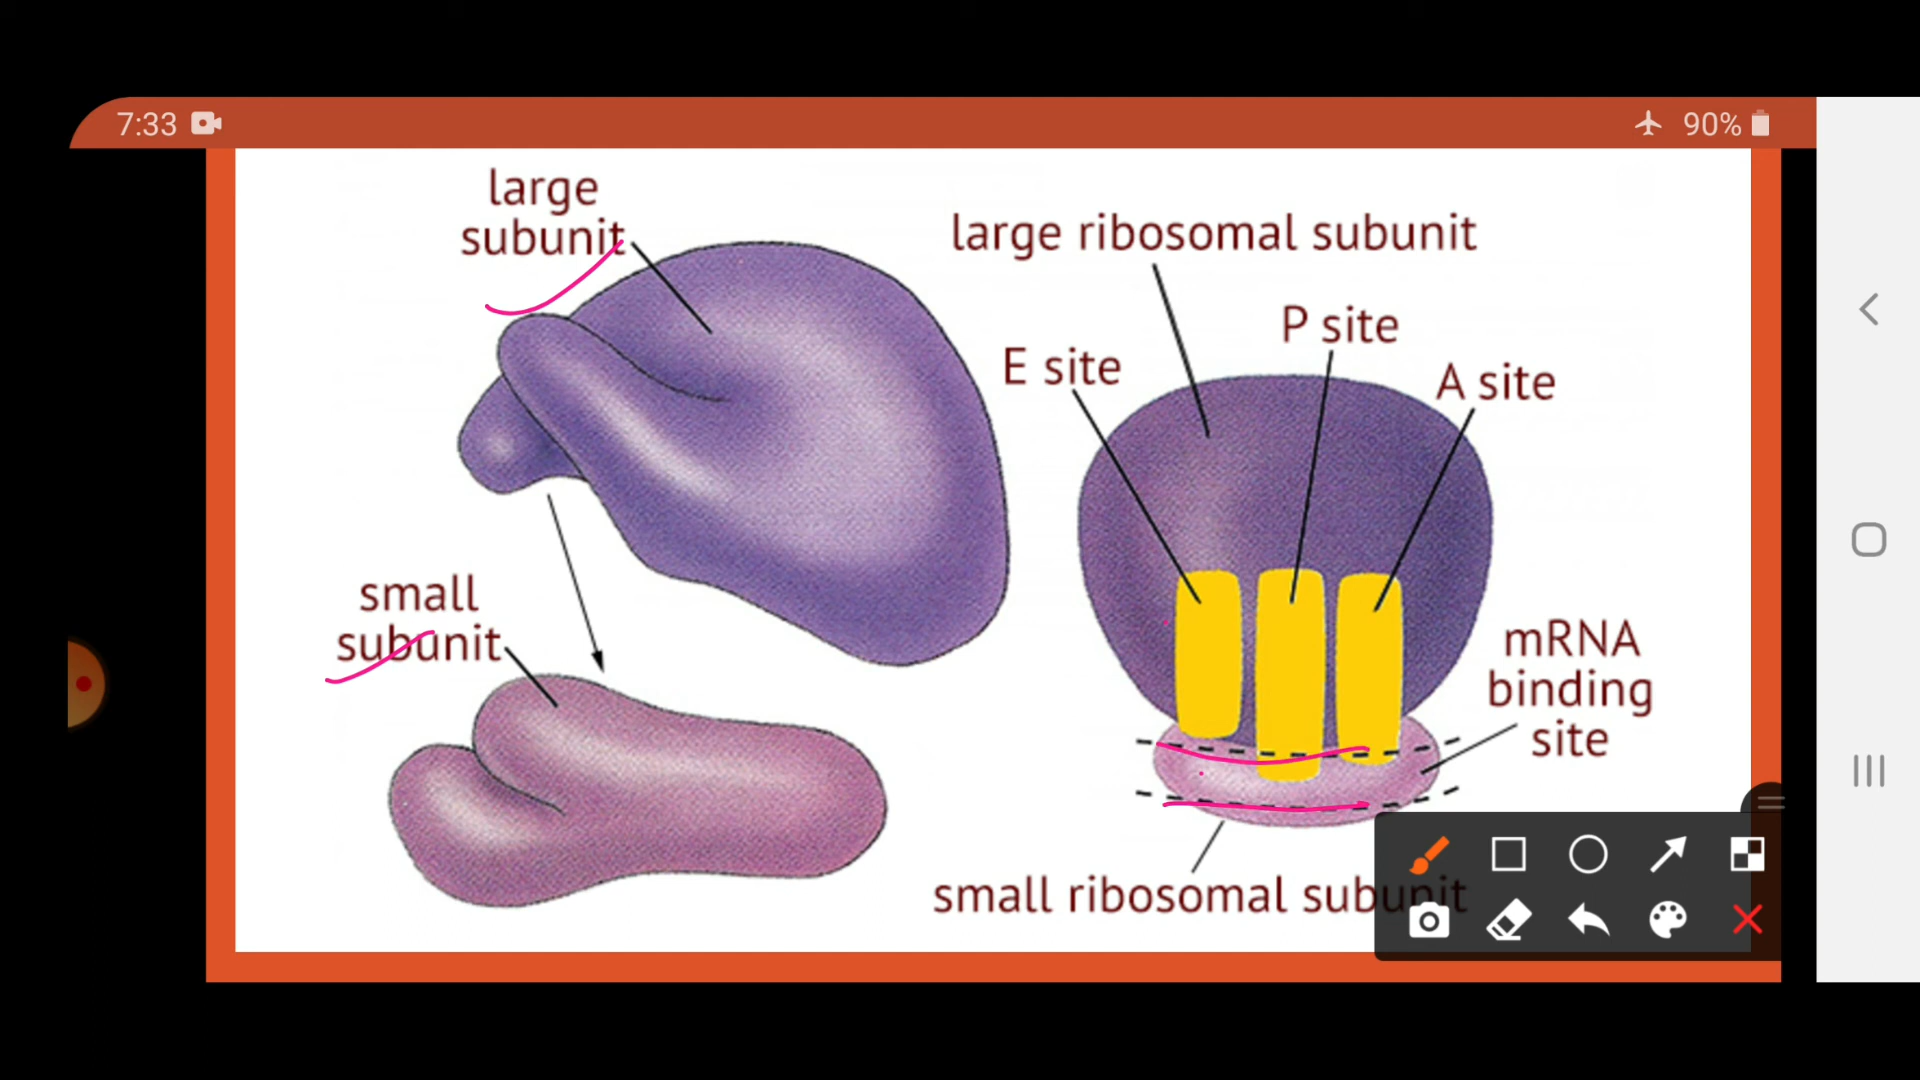 7:33
90%
large
subunit
large ribosomal subunit
P site
E site
A site
small
subunit
mRNA
binding
site
small ribosomal subunit